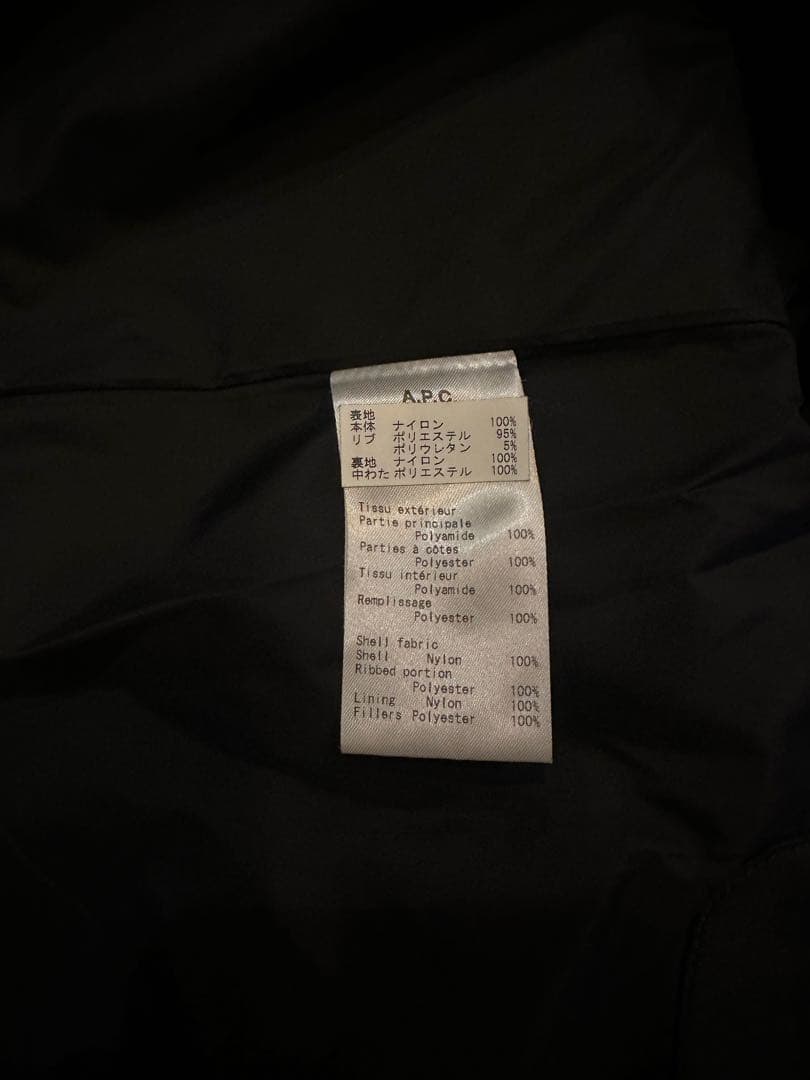 A.P.C
表地
本体 ナイロン 100%
リブ ポリエステル 95%
ポリウレタン 5%
裏地 ナイロン 100%
中わた ポリエステル 100%
Tissu extérieur
Partie principale
Polyamide 100%
Parties à côtes
Polyester 100%
Tissu intérieur
Polyamide 100%
Remplissage
Polyester 100%
Shell fabric
Shell Nylon 100%
Ribbed portion
Polyester 100%
Lining Nylon 100%
Fillers Polyester 100%